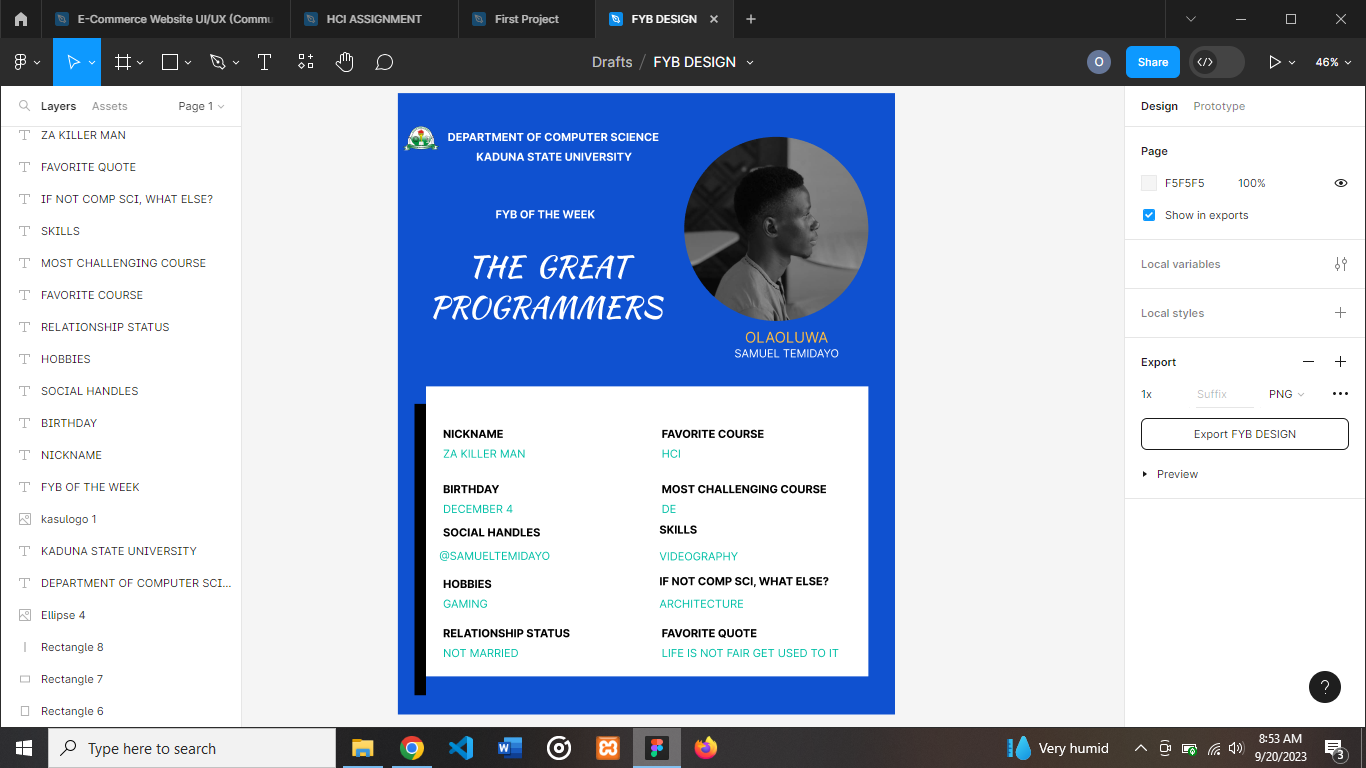 E-Commerce Website UI/UX (Commu
HCI ASSIGNMENT
First Project
FYB DESIGN
Drafts / FYB DESIGN
O
Share
46%
Layers
Assets
Page 1
ZA KILLER MAN
FAVORITE QUOTE
IF NOT COMP SCI, WHAT ELSE?
SKILLS
MOST CHALLENGING COURSE
FAVORITE COURSE
RELATIONSHIP STATUS
HOBBIES
SOCIAL HANDLES
BIRTHDAY
NICKNAME
FYB OF THE WEEK
kasulogo 1
KADUNA STATE UNIVERSITY
DEPARTMENT OF COMPUTER SCI...
Ellipse 4
Rectangle 8
Rectangle 7
Rectangle 6
DEPARTMENT OF COMPUTER SCIENCE
KADUNA STATE UNIVERSITY
FYB OF THE WEEK
THE GREAT
PROGRAMMERS
OLAOLUWA
SAMUEL TEMIDAYO
NICKNAME
ZA KILLER MAN
BIRTHDAY
DECEMBER 4
SOCIAL HANDLES
@SAMUELTEMIDAYO
HOBBIES
GAMING
RELATIONSHIP STATUS
NOT MARRIED
FAVORITE COURSE
HCI
MOST CHALLENGING COURSE
DE
SKILLS
VIDEOGRAPHY
IF NOT COMP SCI, WHAT ELSE?
ARCHITECTURE
FAVORITE QUOTE
LIFE IS NOT FAIR GET USED TO IT
Design
Prototype
Page
F5F5F5 100%
Show in exports
Local variables
Local styles
Export
1x Suffix PNG
Export FYB DESIGN
Preview
?
Type here to search
Very humid
8:53 AM
9/20/2023
3